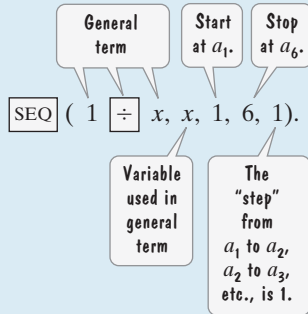 General
term
Start
at a₁.
Stop
at a₆.
SEQ ( 1 ÷ x, x, 1, 6, 1).
Variable
used in
general
term
The
“step”
from
a₁ to a₂,
a₂ to a₃,
etc., is 1.